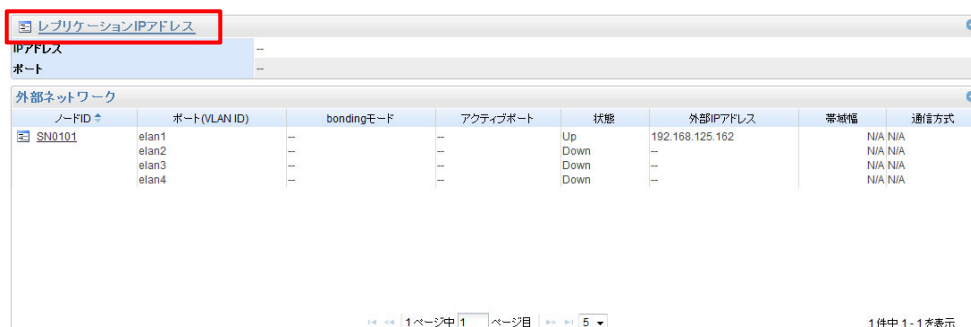 レプリケーションIPアドレス
IPアドレス --
ポート --
外部ネットワーク
ノードID ポート(VLAN ID) bondingモード アクティブポート 状態 外部IPアドレス 帯域幅 通信方式
SN0101 elan1 -- -- Up 192.168.125.162 N/A N/A
elan2 -- -- Down -- N/A N/A
elan3 -- -- Down -- N/A N/A
elan4 -- -- Down -- N/A N/A
1ページ中 1 ページ目 5 1件中 1 - 1を表示